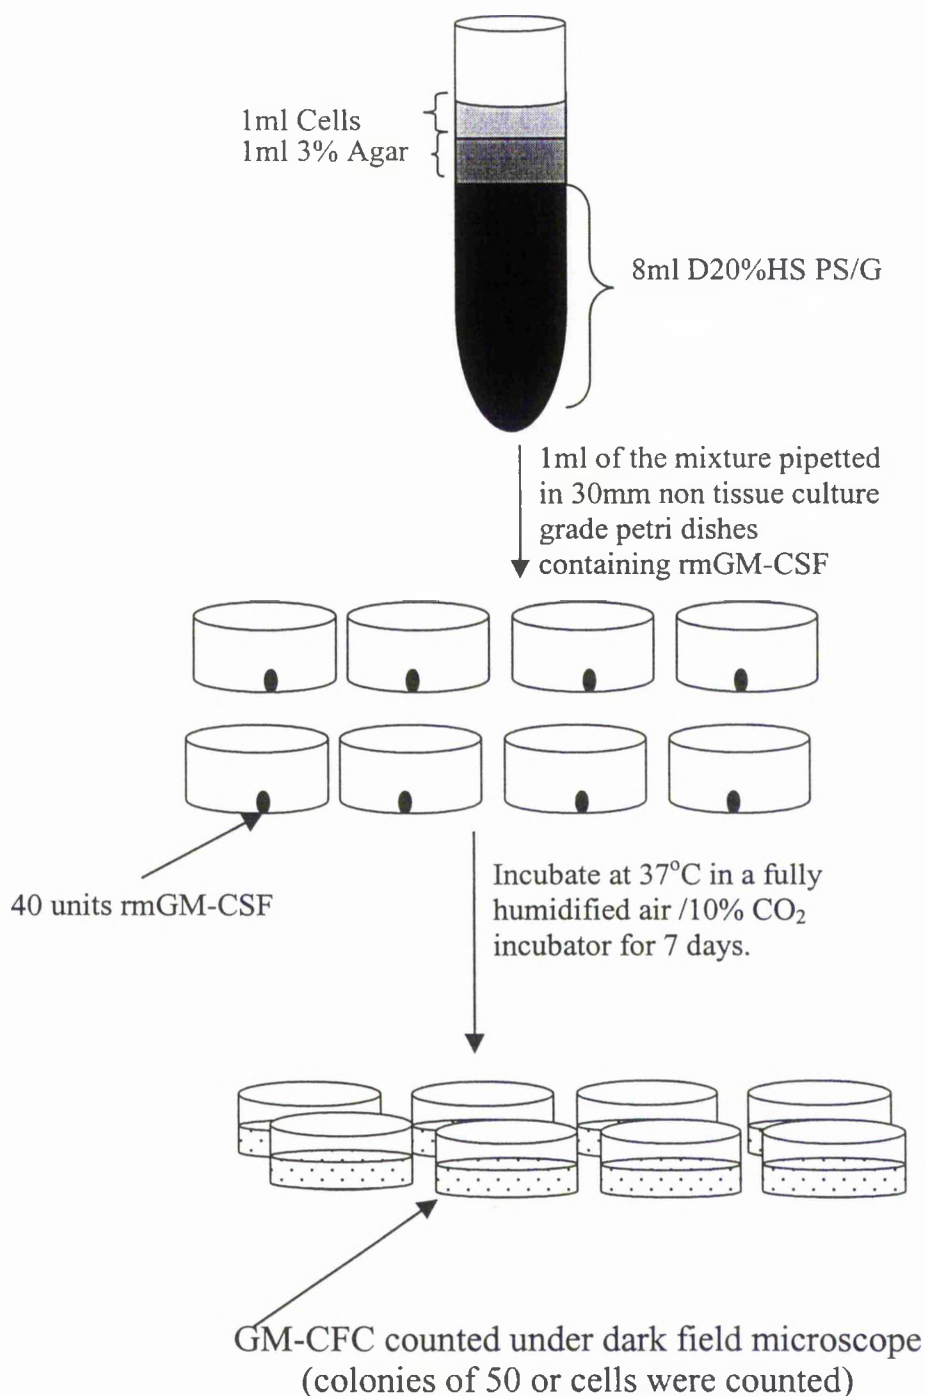 1ml Cells
1ml 3% Agar
8ml D20%HS PS/G
1ml of the mixture pipetted
in 30mm non tissue culture
grade petri dishes
containing rmGM-CSF
40 units rmGM-CSF
Incubate at 37°C in a fully
humidified air /10% CO₂
incubator for 7 days.
GM-CFC counted under dark field microscope
(colonies of 50 or cells were counted)